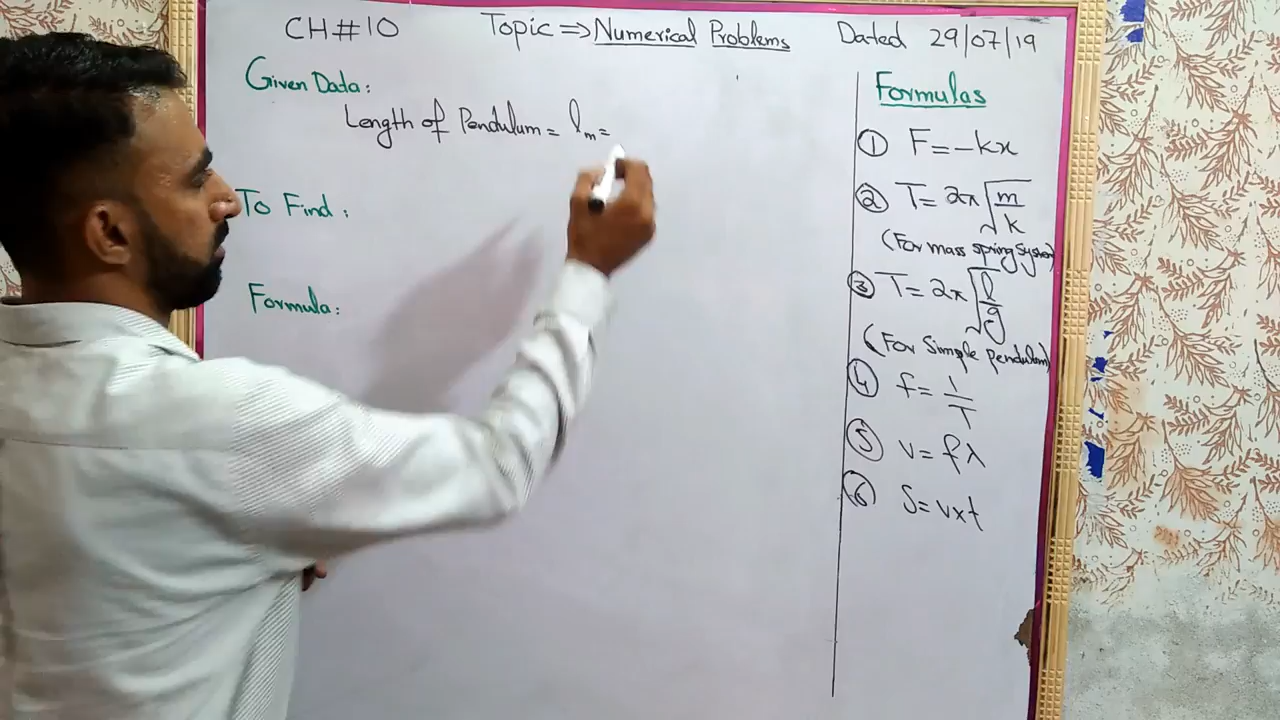 CH#10 Topic ⇒ Numerical Problems Dated 29/07/19
Given Data:
Length of Pendulum = lm =
To Find:
Formula:
Formulas
① F = -kx
② T = 2π√m/k
(For mass spring system)
③ T = 2π√l/g
(For Simple pendulum)
④ f = 1/T
⑤ v = fλ
⑥ S = v×t